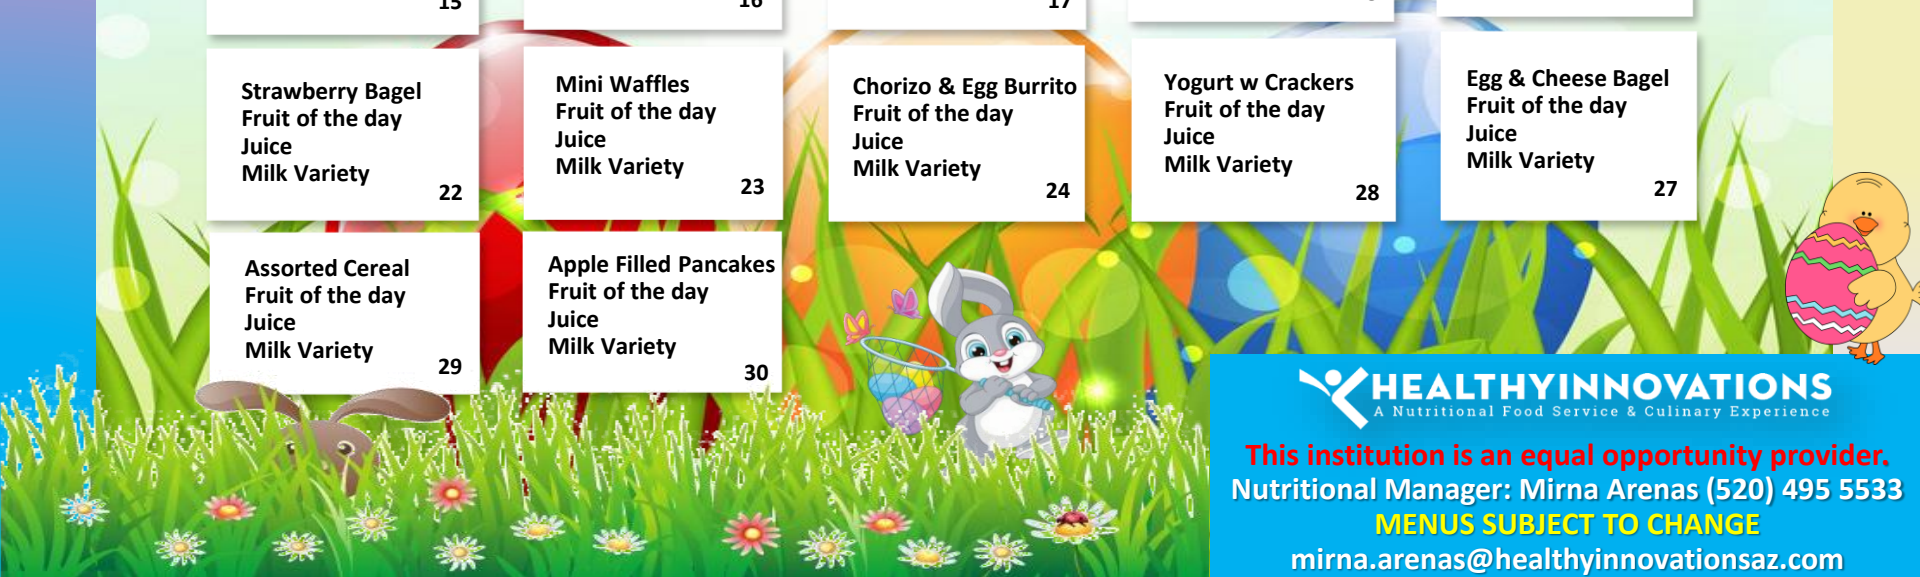 15
16
17
Strawberry Bagel
Fruit of the day
Juice
Milk Variety
22
Mini Waffles
Fruit of the day
Juice
Milk Variety
23
Chorizo & Egg Burrito
Fruit of the day
Juice
Milk Variety
24
Yogurt w Crackers
Fruit of the day
Juice
Milk Variety
28
Egg & Cheese Bagel
Fruit of the day
Juice
Milk Variety
27
Assorted Cereal
Fruit of the day
Juice
Milk Variety
29
Apple Filled Pancakes
Fruit of the day
Juice
Milk Variety
30
HEALTHYINNOVATIONS
A Nutritional Food Service & Culinary Experience
This institution is an equal opportunity provider.
Nutritional Manager: Mirna Arenas (520) 495 5533
MENUS SUBJECT TO CHANGE
mirna.arenas@healthyinnovationsaz.com